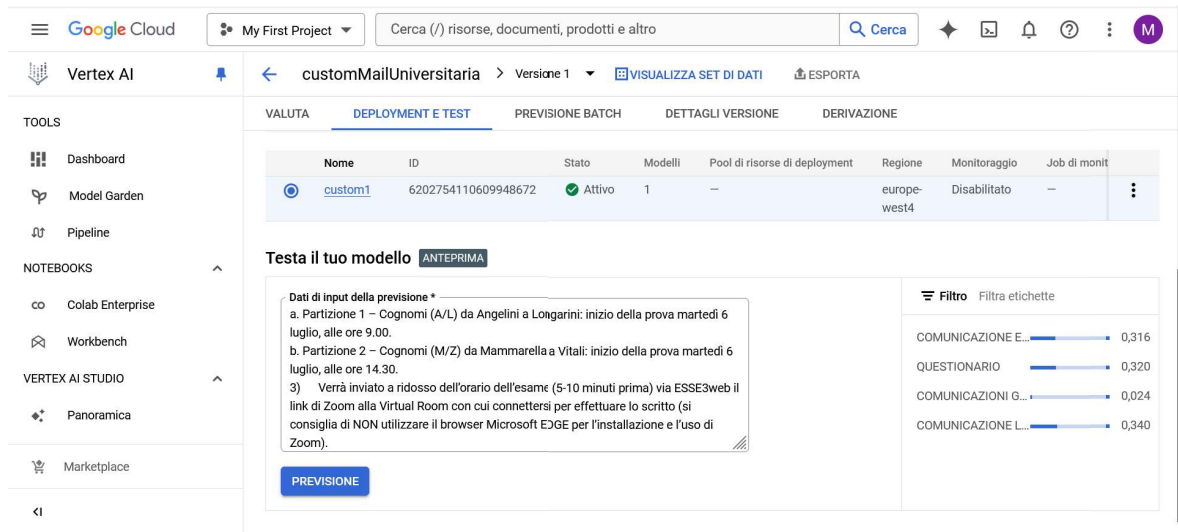 Google Cloud
My First Project
Cerca (/) risorse, documenti, prodotti e altro
Cerca
M
Vertex AI
customMailUniversitaria > Versione 1
VISUALIZZA SET DI DATI
ESPORTA
TOOLS
Dashboard
Model Garden
Pipeline
NOTEBOOKS
Colab Enterprise
Workbench
VERTEX AI STUDIO
Panoramica
Marketplace
VALUTA DEPLOYMENT E TEST PREVISIONE BATCH DETTAGLI VERSIONE DERIVAZIONE
Nome ID Stato Modelli Pool di risorse di deployment Regione Monitoraggio Job di monit
custom1 6202754110609948672 Attivo 1 — europe-west4 Disabilitato —
Testa il tuo modello ANTEPRIMA
Dati di input della previsione *
a. Partizione 1 – Cognomi (A/L) da Angelini a Longarini: inizio della prova martedì 6
luglio, alle ore 9.00.
b. Partizione 2 – Cognomi (M/Z) da Mammarella a Vitali: inizio della prova martedì 6
luglio, alle ore 14.30.
3) Verrà inviato a ridosso dell'orario dell'esame (5-10 minuti prima) via ESSE3web il
link di Zoom alla Virtual Room con cui connettersi per effettuare lo scritto (si
consiglia di NON utilizzare il browser Microsoft EDGE per l'installazione e l'uso di
Zoom).
PREVISIONE
Filtro Filtra etichette
COMUNICAZIONE E... 0,316
QUESTIONARIO 0,320
COMUNICAZIONI G... 0,024
COMUNICAZIONE L... 0,340